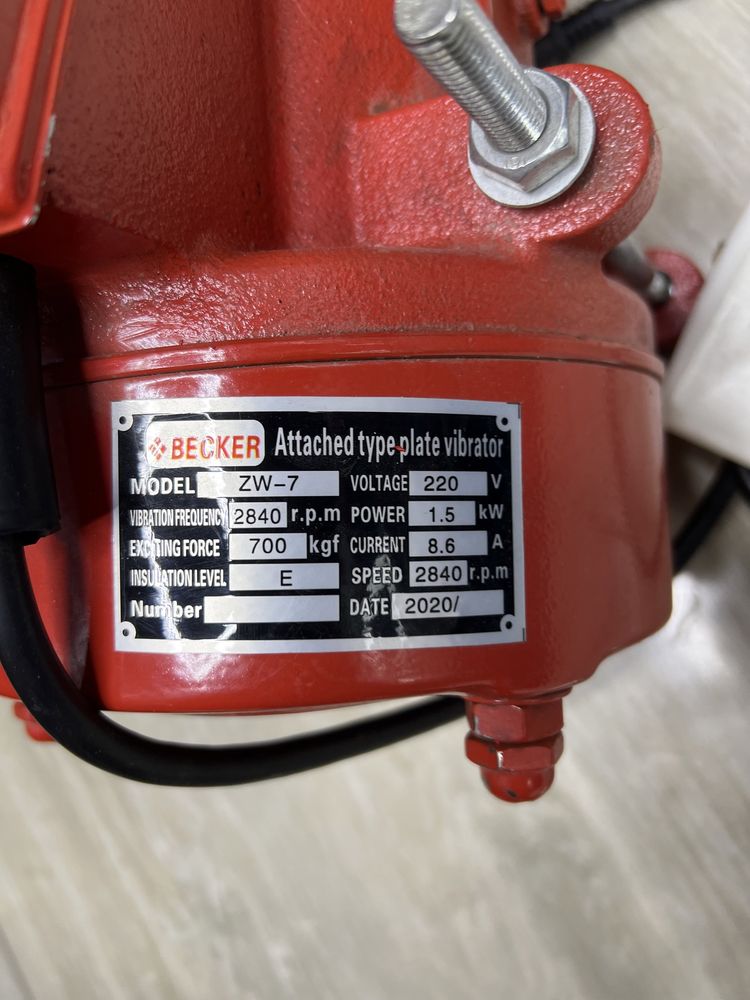 BECKER Attached type plate vibrator
MODEL ZW-7 VOLTAGE 220 V
VIBRATION FREQUENCY 2840 r.p.m POWER 1.5 kW
EXCITING FORCE 700 kgf CURRENT 8.6 A
INSULATION LEVEL E SPEED 2840 r.p.m
Number DATE 2020/